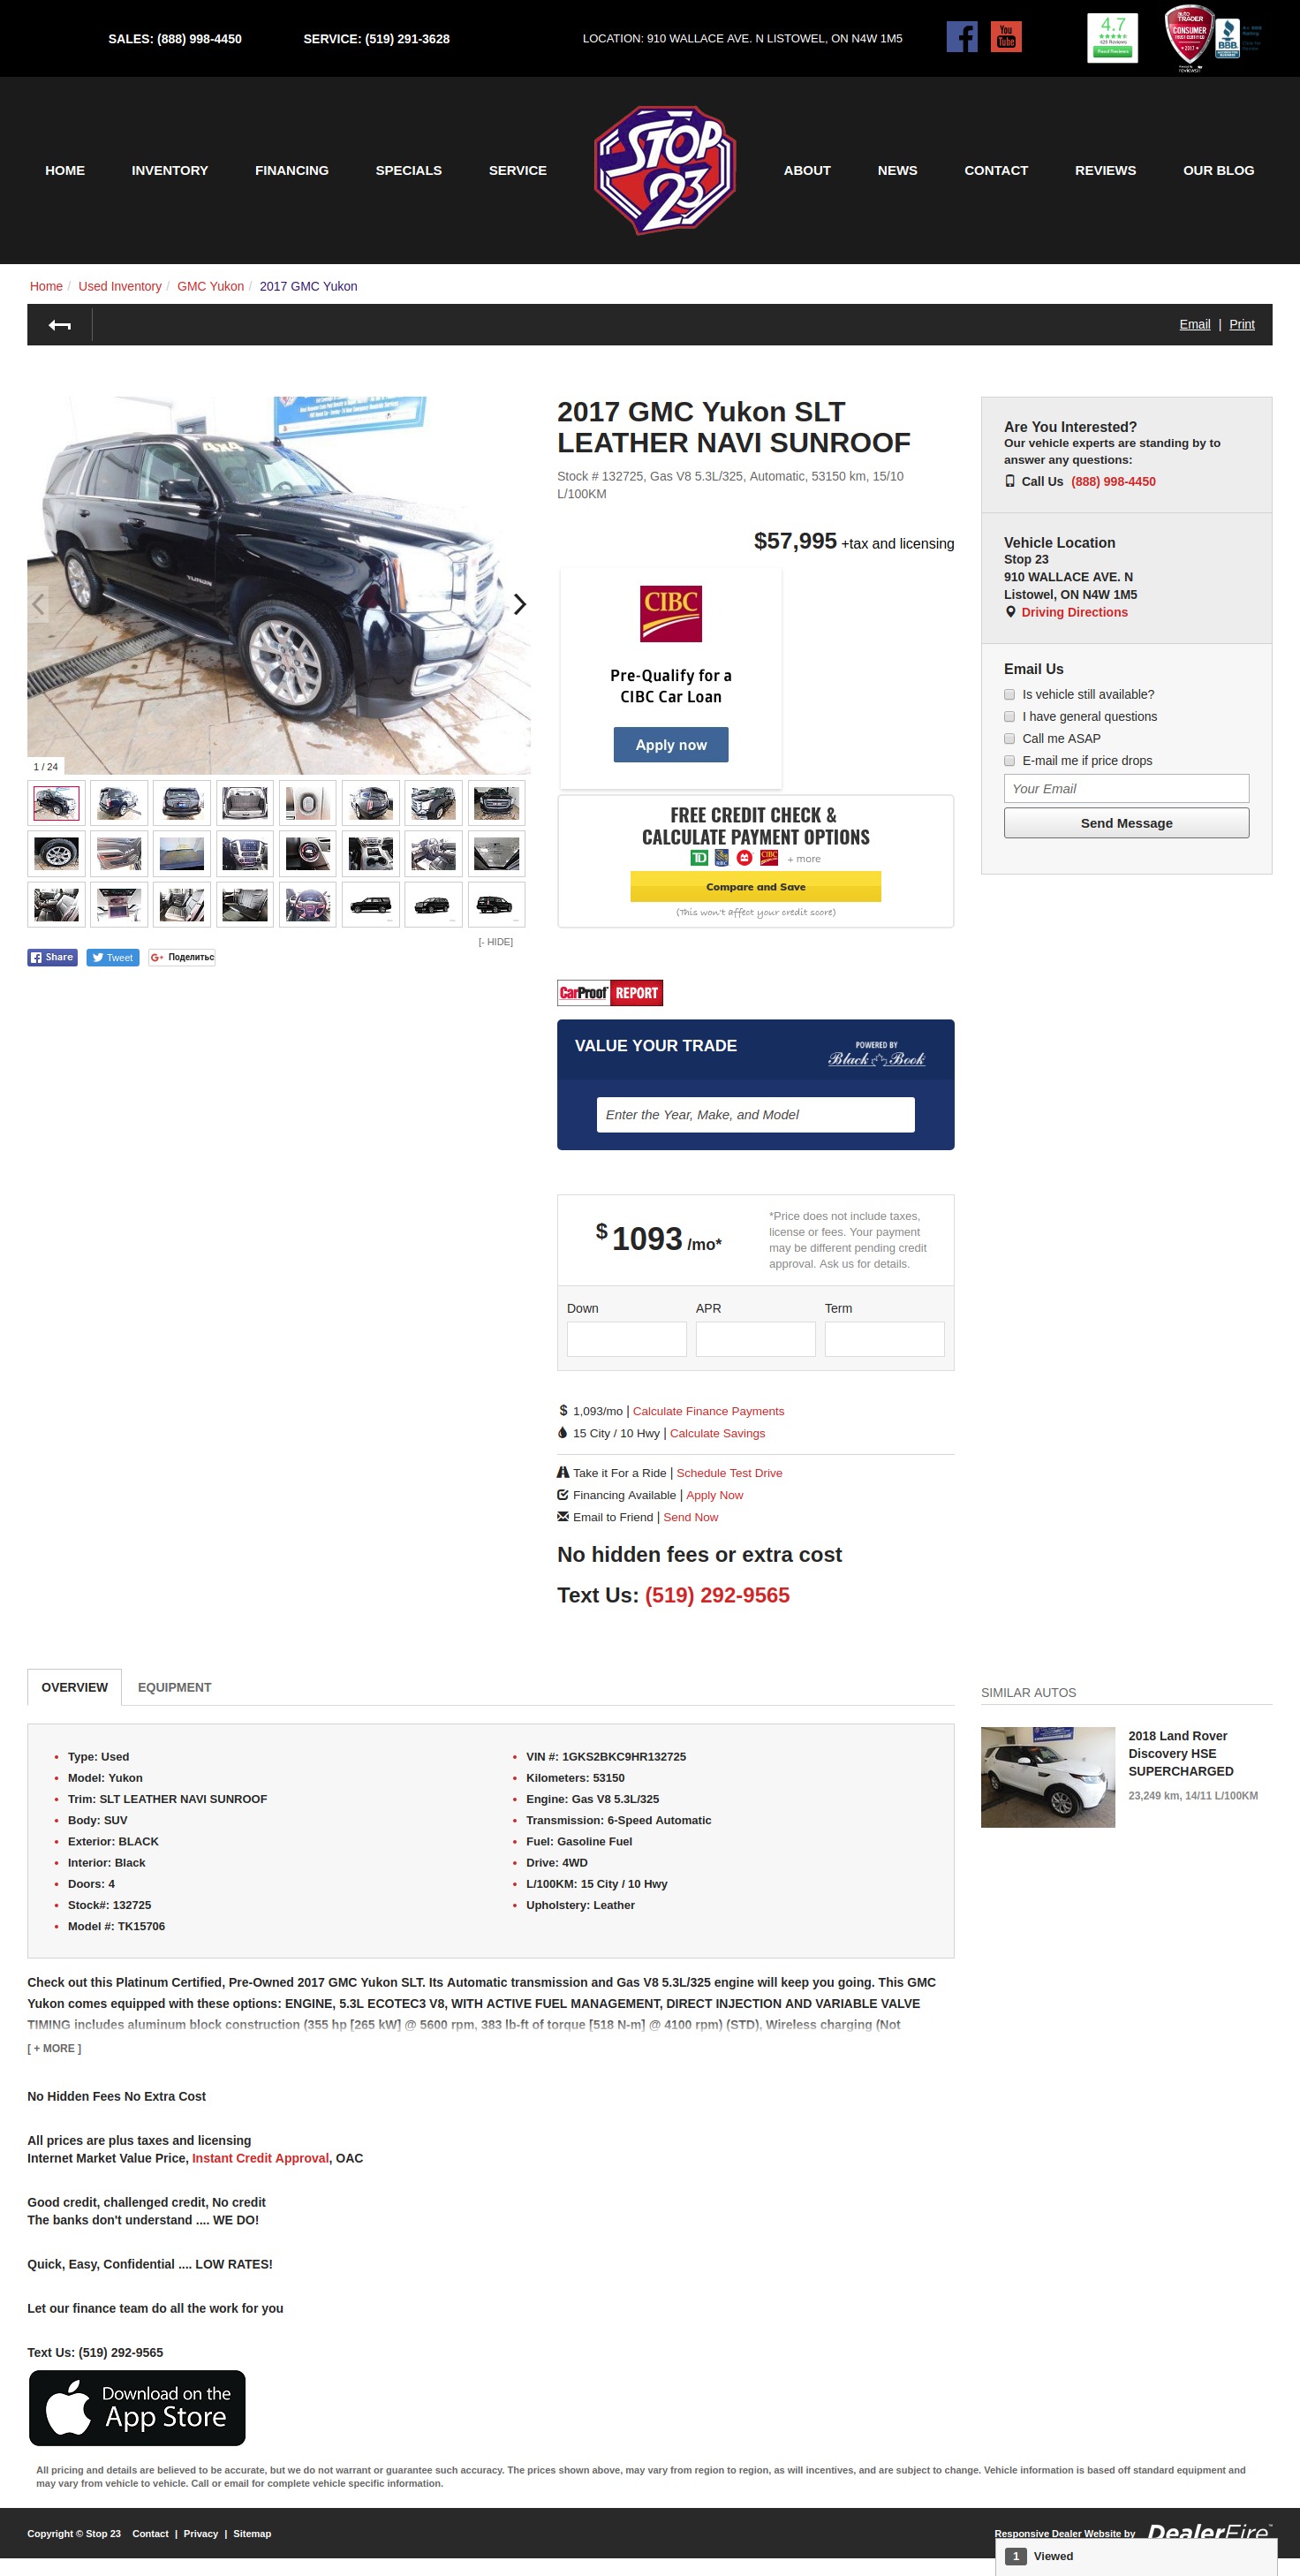 SALES: (888) 998-4450
SERVICE: (519) 291-3628
LOCATION: 910 WALLACE AVE. N LISTOWEL, ON N4W 1M5
You
Tube
4.7
Read Reviews
auto
TRADER
CONSUMER
2017
BBB
HOME
INVENTORY
FINANCING
SPECIALS
SERVICE
STOP
23
ABOUT
NEWS
CONTACT
REVIEWS
OUR BLOG
Home / Used Inventory / GMC Yukon / 2017 GMC Yukon
Email | Print
4x4
YUKON
1 / 24
[- HIDE]
Share
Tweet
G+ Поделитьс
2017 GMC Yukon SLT
LEATHER NAVI SUNROOF
Stock # 132725, Gas V8 5.3L/325, Automatic, 53150 km, 15/10
L/100KM
$57,995 +tax and licensing
CIBC
Pre-Qualify for a
CIBC Car Loan
Apply now
FREE CREDIT CHECK &
CALCULATE PAYMENT OPTIONS
TD
RBC
CIBC
+ more
Compare and Save
(This won't affect your credit score)
CarProof REPORT
VALUE YOUR TRADE
POWERED BY
Black Book
Enter the Year, Make, and Model
$ 1093 /mo*
*Price does not include taxes,
license or fees. Your payment
may be different pending credit
approval. Ask us for details.
Down
APR
Term
$ 1,093/mo | Calculate Finance Payments
15 City / 10 Hwy | Calculate Savings
Take it For a Ride | Schedule Test Drive
Financing Available | Apply Now
Email to Friend | Send Now
No hidden fees or extra cost
Text Us: (519) 292-9565
Are You Interested?
Our vehicle experts are standing by to
answer any questions:
Call Us (888) 998-4450
Vehicle Location
Stop 23
910 WALLACE AVE. N
Listowel, ON N4W 1M5
Driving Directions
Email Us
Is vehicle still available?
I have general questions
Call me ASAP
E-mail me if price drops
Your Email
Send Message
OVERVIEW
EQUIPMENT
Type: Used
Model: Yukon
Trim: SLT LEATHER NAVI SUNROOF
Body: SUV
Exterior: BLACK
Interior: Black
Doors: 4
Stock#: 132725
Model #: TK15706
VIN #: 1GKS2BKC9HR132725
Kilometers: 53150
Engine: Gas V8 5.3L/325
Transmission: 6-Speed Automatic
Fuel: Gasoline Fuel
Drive: 4WD
L/100KM: 15 City / 10 Hwy
Upholstery: Leather
SIMILAR AUTOS
2018 Land Rover
Discovery HSE
SUPERCHARGED
23,249 km, 14/11 L/100KM
Check out this Platinum Certified, Pre-Owned 2017 GMC Yukon SLT. Its Automatic transmission and Gas V8 5.3L/325 engine will keep you going. This GMC
Yukon comes equipped with these options: ENGINE, 5.3L ECOTEC3 V8, WITH ACTIVE FUEL MANAGEMENT, DIRECT INJECTION AND VARIABLE VALVE
TIMING includes aluminum block construction (355 hp [265 kW] @ 5600 rpm, 383 lb-ft of torque [518 N-m] @ 4100 rpm) (STD), Wireless charging (Not
[ + MORE ]
No Hidden Fees No Extra Cost
All prices are plus taxes and licensing
Internet Market Value Price, Instant Credit Approval, OAC
Good credit, challenged credit, No credit
The banks don't understand .... WE DO!
Quick, Easy, Confidential .... LOW RATES!
Let our finance team do all the work for you
Text Us: (519) 292-9565
Download on the
App Store
All pricing and details are believed to be accurate, but we do not warrant or guarantee such accuracy. The prices shown above, may vary from region to region, as will incentives, and are subject to change. Vehicle information is based off standard equipment and
may vary from vehicle to vehicle. Call or email for complete vehicle specific information.
Copyright © Stop 23 Contact | Privacy | Sitemap
Responsive Dealer Website by DealerFire
1 Viewed